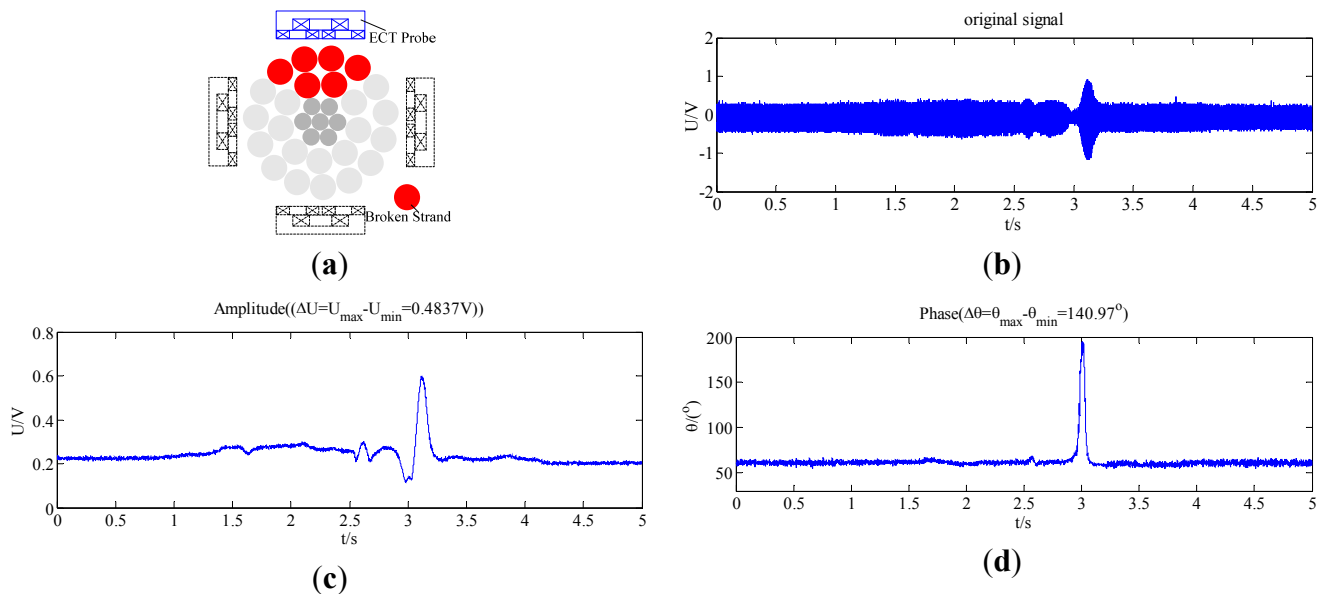 ECT Probe
Broken Strand
(a)
original signal
2
1
0
-1
-2
U/V
0 0.5 1 1.5 2 2.5 3 3.5 4 4.5 5
t/s
(b)
Amplitude((ΔU=Umax-Umin=0.4837V))
0.8
0.6
0.4
0.2
0
U/V
0 0.5 1 1.5 2 2.5 3 3.5 4 4.5 5
t/s
(c)
Phase(Δθ=θmax-θmin=140.97°)
200
150
100
50
θ/(°)
0 0.5 1 1.5 2 2.5 3 3.5 4 4.5 5
t/s
(d)